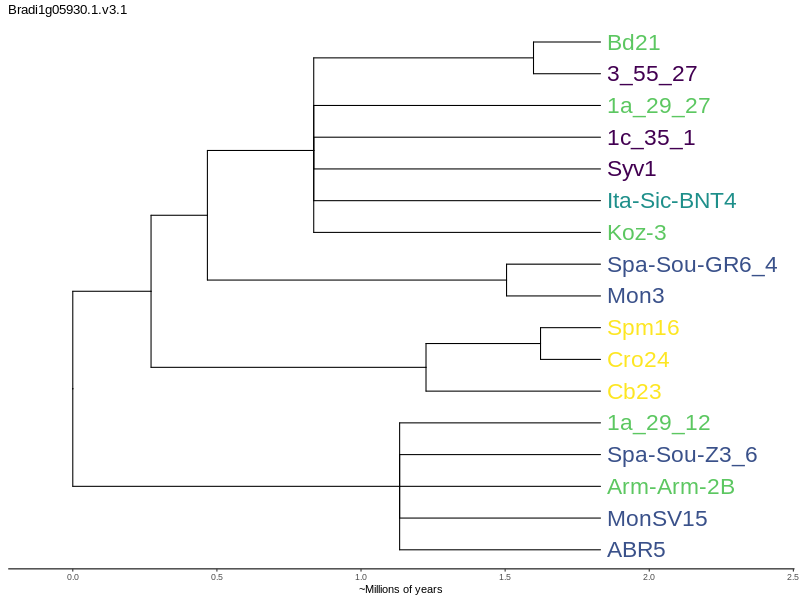 Bradi1g05930.1.v3.1
Bd21
3_55_27
1a_29_27
1c_35_1
Syv1
Ita-Sic-BNT4
Koz-3
Spa-Sou-GR6_4
Mon3
Spm16
Cro24
Cb23
1a_29_12
Spa-Sou-Z3_6
Arm-Arm-2B
MonSV15
ABR5
0.0 0.5 1.0 1.5 2.0 2.5
~Millions of years